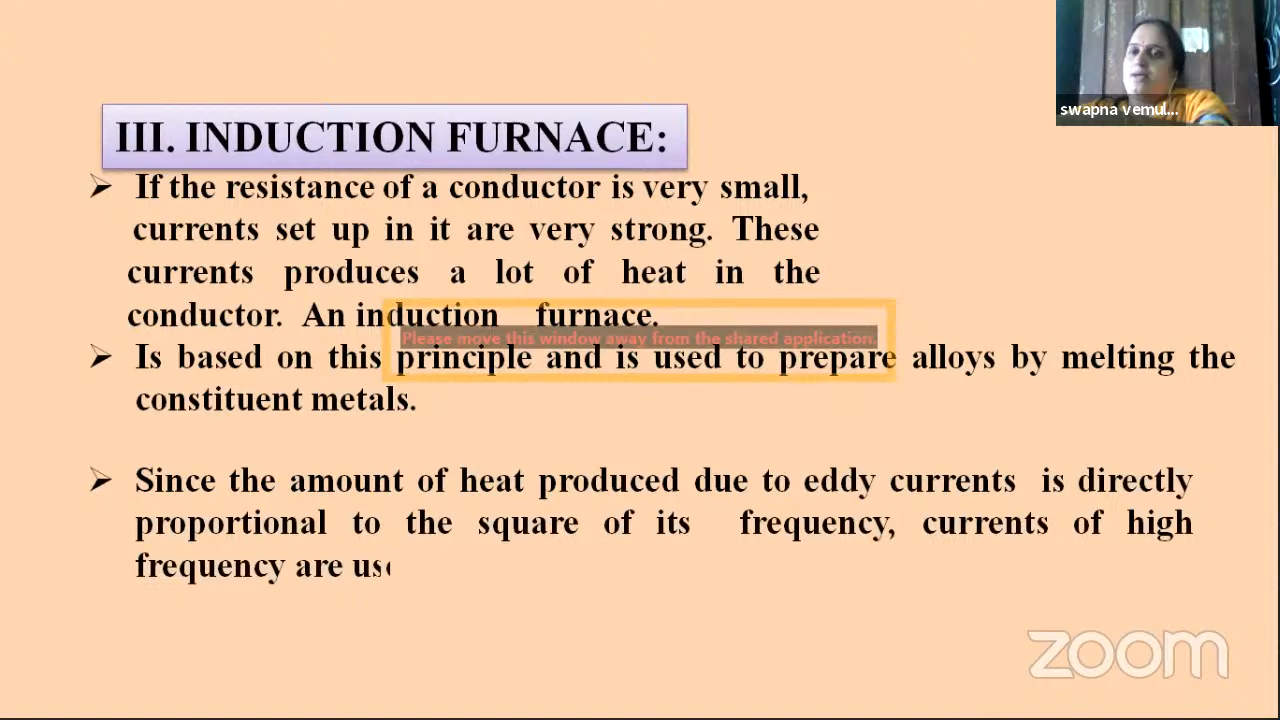 swapna vemul...
III. INDUCTION FURNACE:
➢ If the resistance of a conductor is very small,
currents set up in it are very strong. These
currents produces a lot of heat in the
conductor. An induction furnace.
Please move this window away from the shared application.
➢ Is based on this principle and is used to prepare alloys by melting the
constituent metals.
➢ Since the amount of heat produced due to eddy currents is directly
proportional to the square of its frequency, currents of high
frequency are
zoom